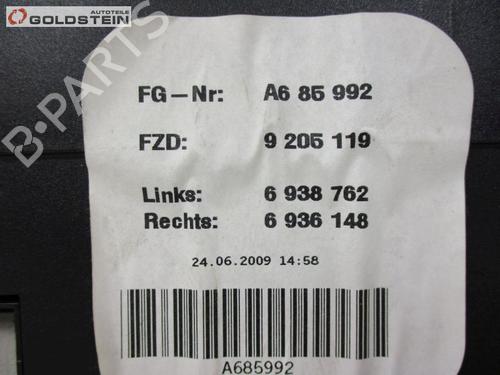 Autoteile
GOLDSTEIN
FG-Nr: A6 85 992
FZD: 9 205 119
Links: 6 938 762
Rechts: 6 936 148
24.06.2009 14:58
A685992
B-PARTS